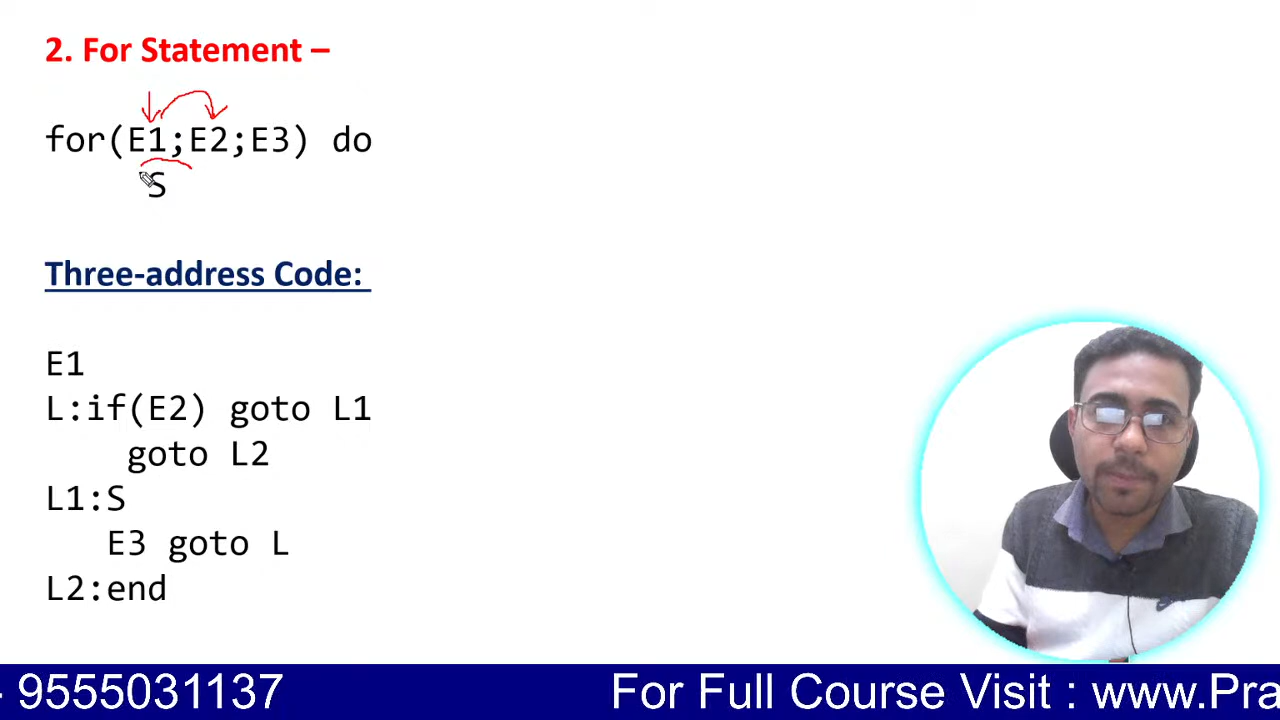 2. For Statement –
for(E1;E2;E3) do
S
Three-address Code:
E1
L:if(E2) goto L1
goto L2
L1:S
E3 goto L
L2:end
- 9555031137 For Full Course Visit : www.Pra